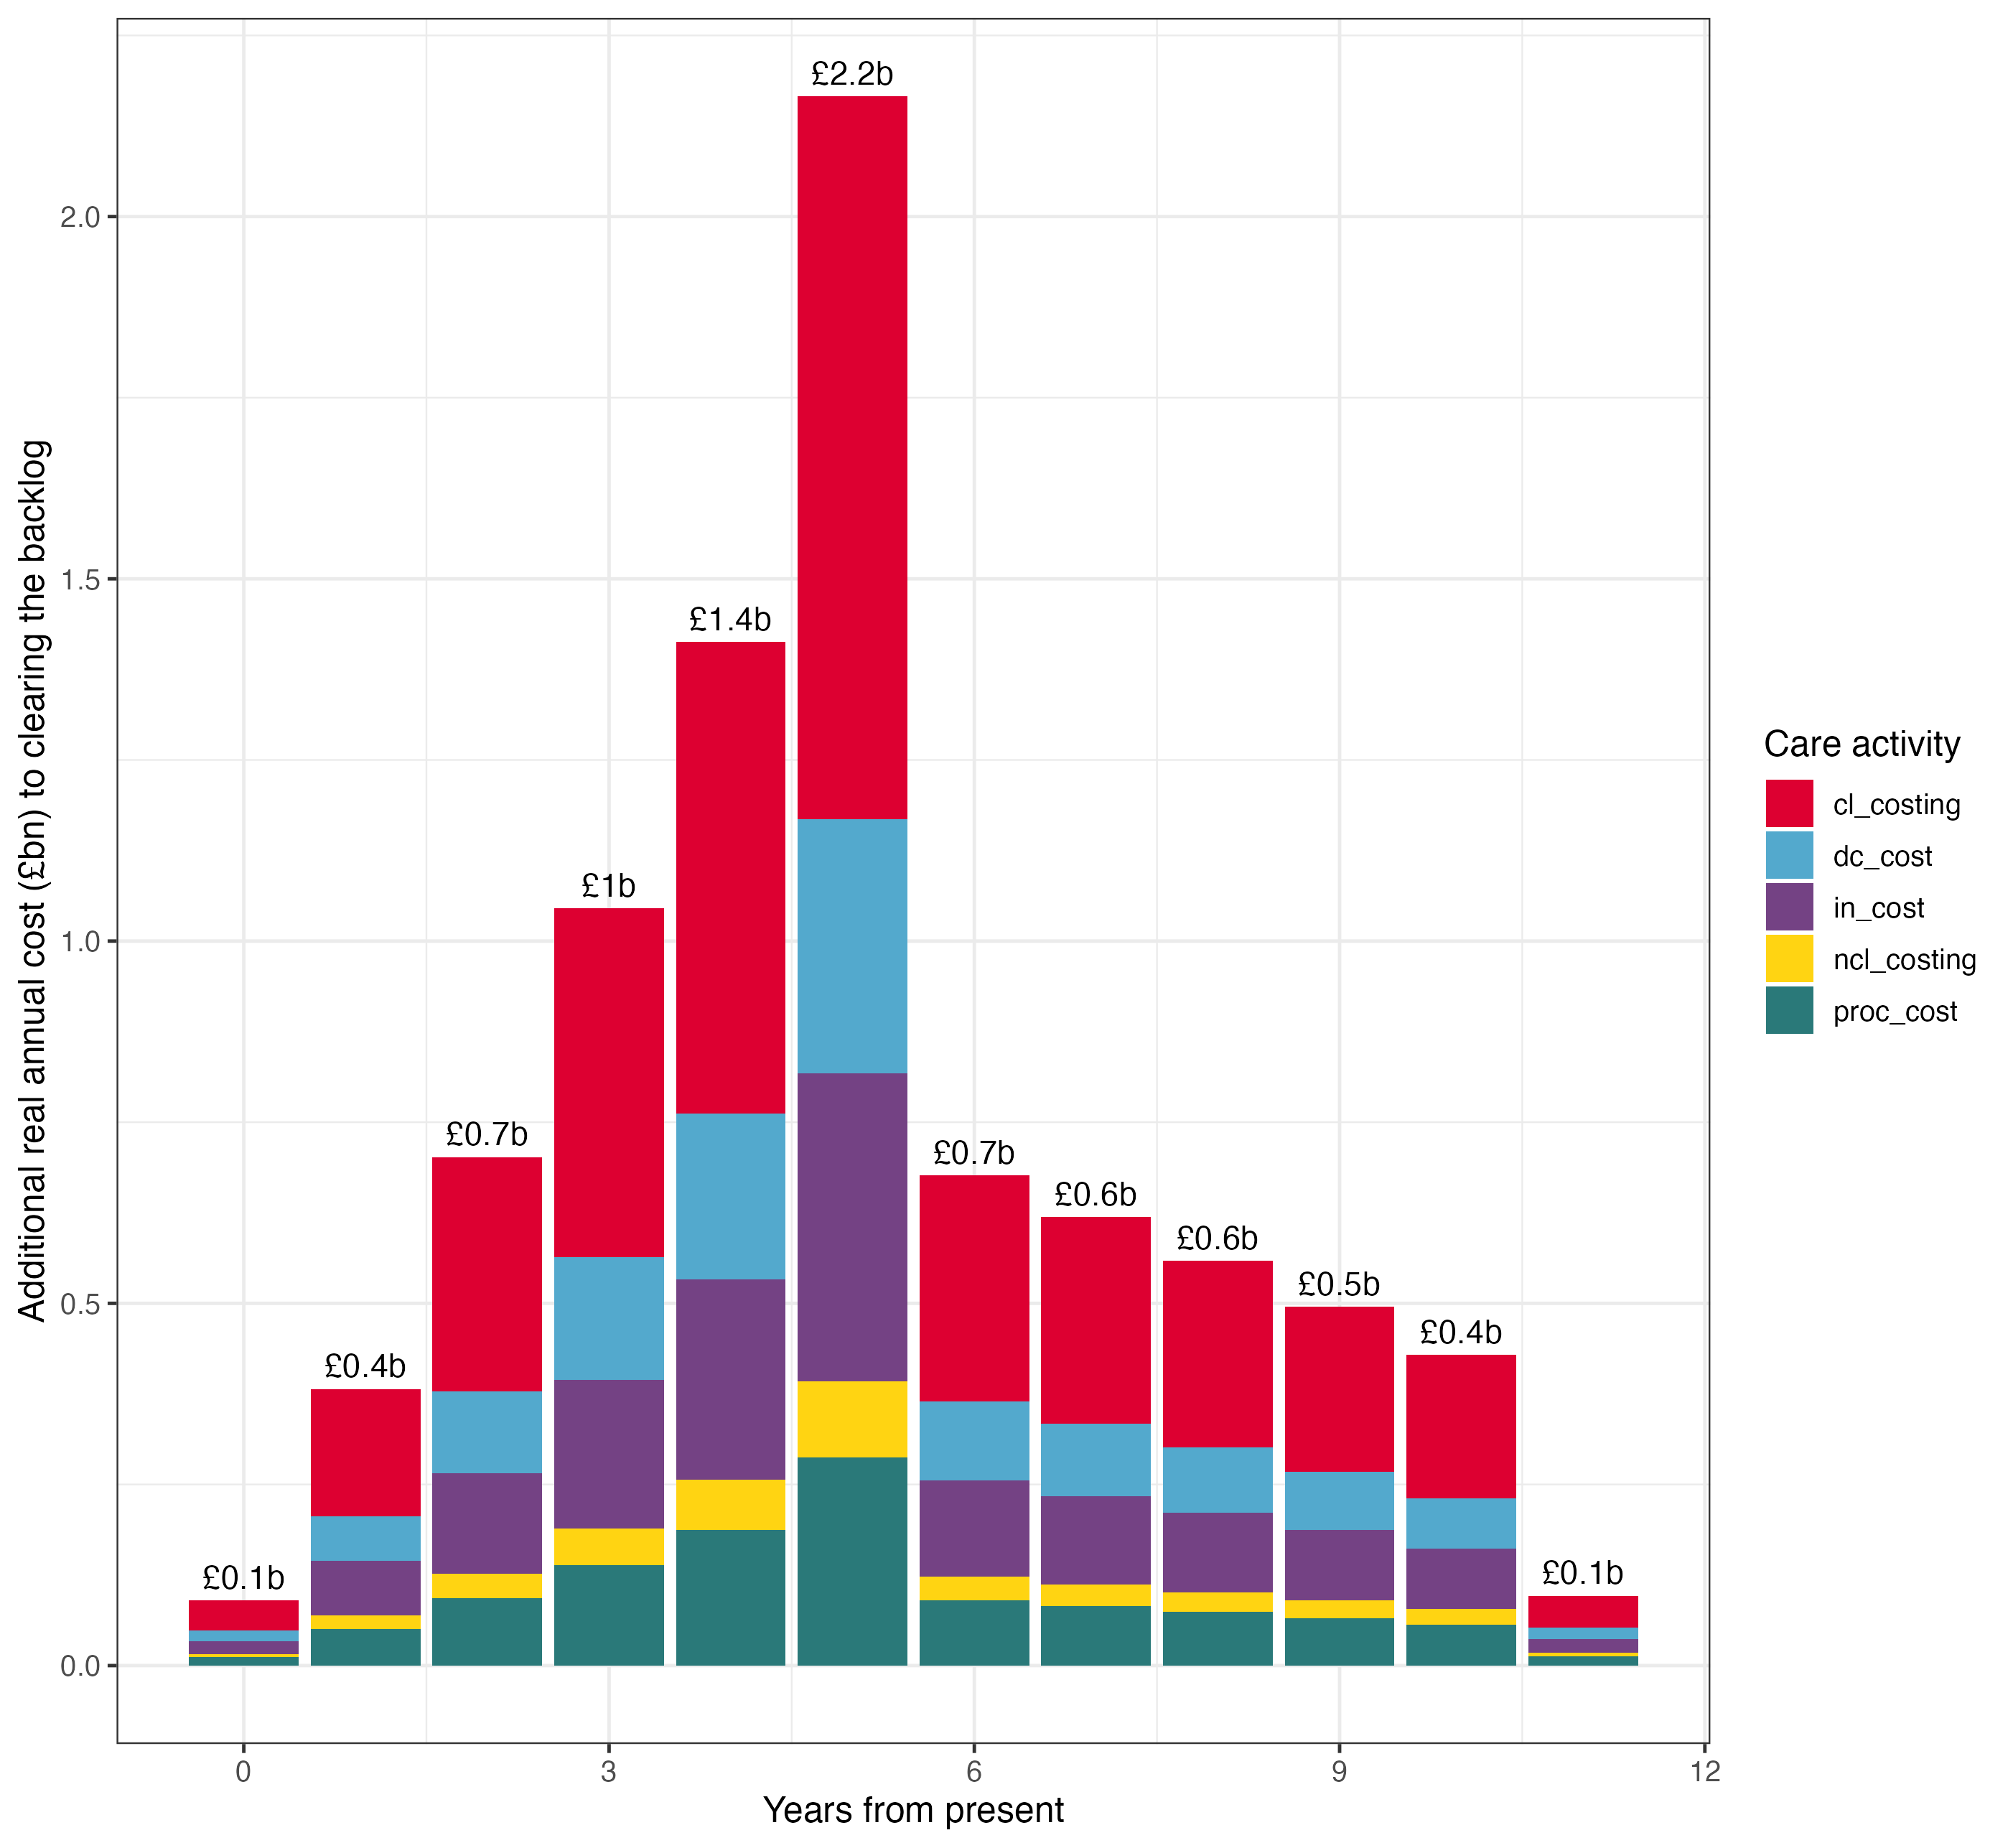 Additional real annual cost (£bn) to clearing the backlog
2.0
1.5
1.0
0.5
0.0
£0.1b
£0.4b
£0.7b
£1b
£1.4b
£2.2b
£0.7b
£0.6b
£0.6b
£0.5b
£0.4b
£0.1b
0
3
6
9
12
Years from present
Care activity
cl_costing
dc_cost
in_cost
ncl_costing
proc_cost